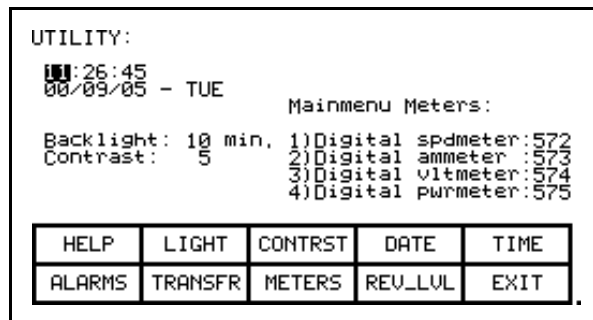 UTILITY:
11:26:45
00/09/05 - TUE
Mainmenu Meters:
Backlight: 10 min. 1)Digital spdmeter:572
Contrast: 5 2)Digital ammeter :573
3)Digital vltmeter:574
4)Digital pwrmeter:575
HELP LIGHT CONTRST DATE TIME
ALARMS TRANSFR METERS REV_LVL EXIT